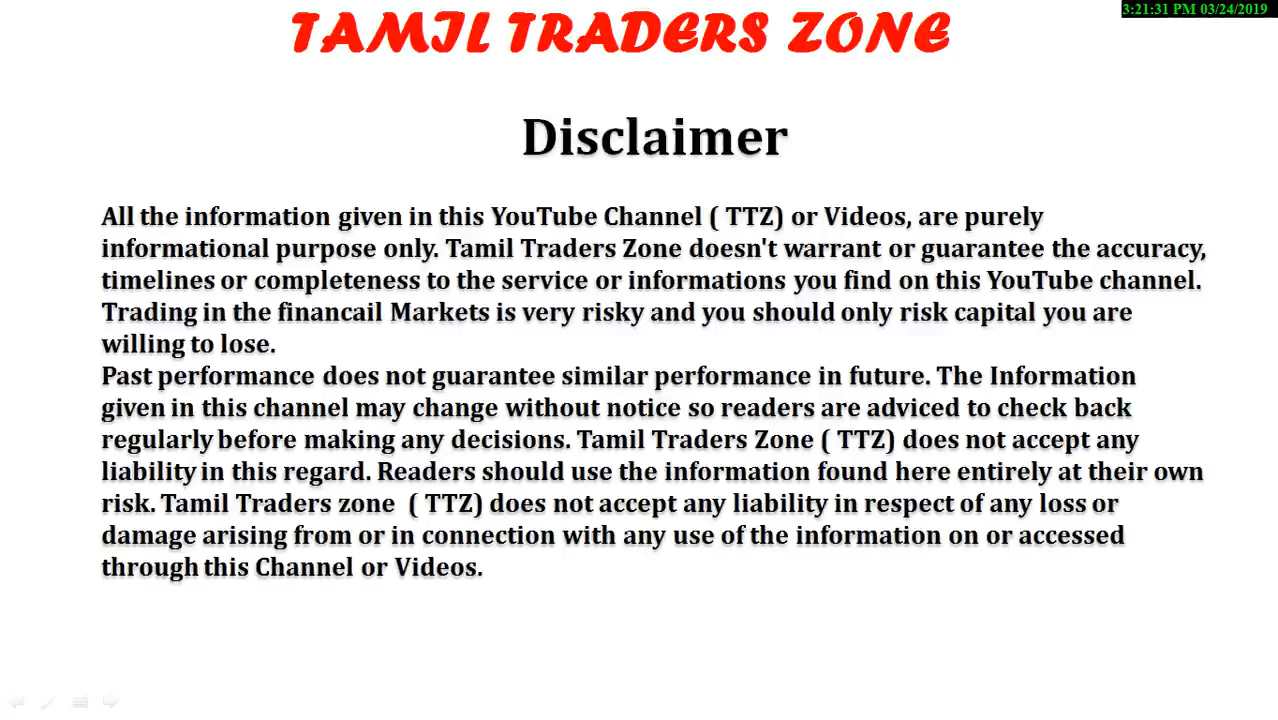 3:21:31 PM 03/24/2019
TAMIL TRADERS ZONE
Disclaimer
All the information given in this YouTube Channel ( TTZ) or Videos, are purely
informational purpose only. Tamil Traders Zone doesn't warrant or guarantee the accuracy,
timelines or completeness to the service or informations you find on this YouTube channel.
Trading in the financail Markets is very risky and you should only risk capital you are
willing to lose.
Past performance does not guarantee similar performance in future. The Information
given in this channel may change without notice so readers are adviced to check back
regularly before making any decisions. Tamil Traders Zone ( TTZ) does not accept any
liability in this regard. Readers should use the information found here entirely at their own
risk. Tamil Traders zone  ( TTZ) does not accept any liability in respect of any loss or
damage arising from or in connection with any use of the information on or accessed
through this Channel or Videos.